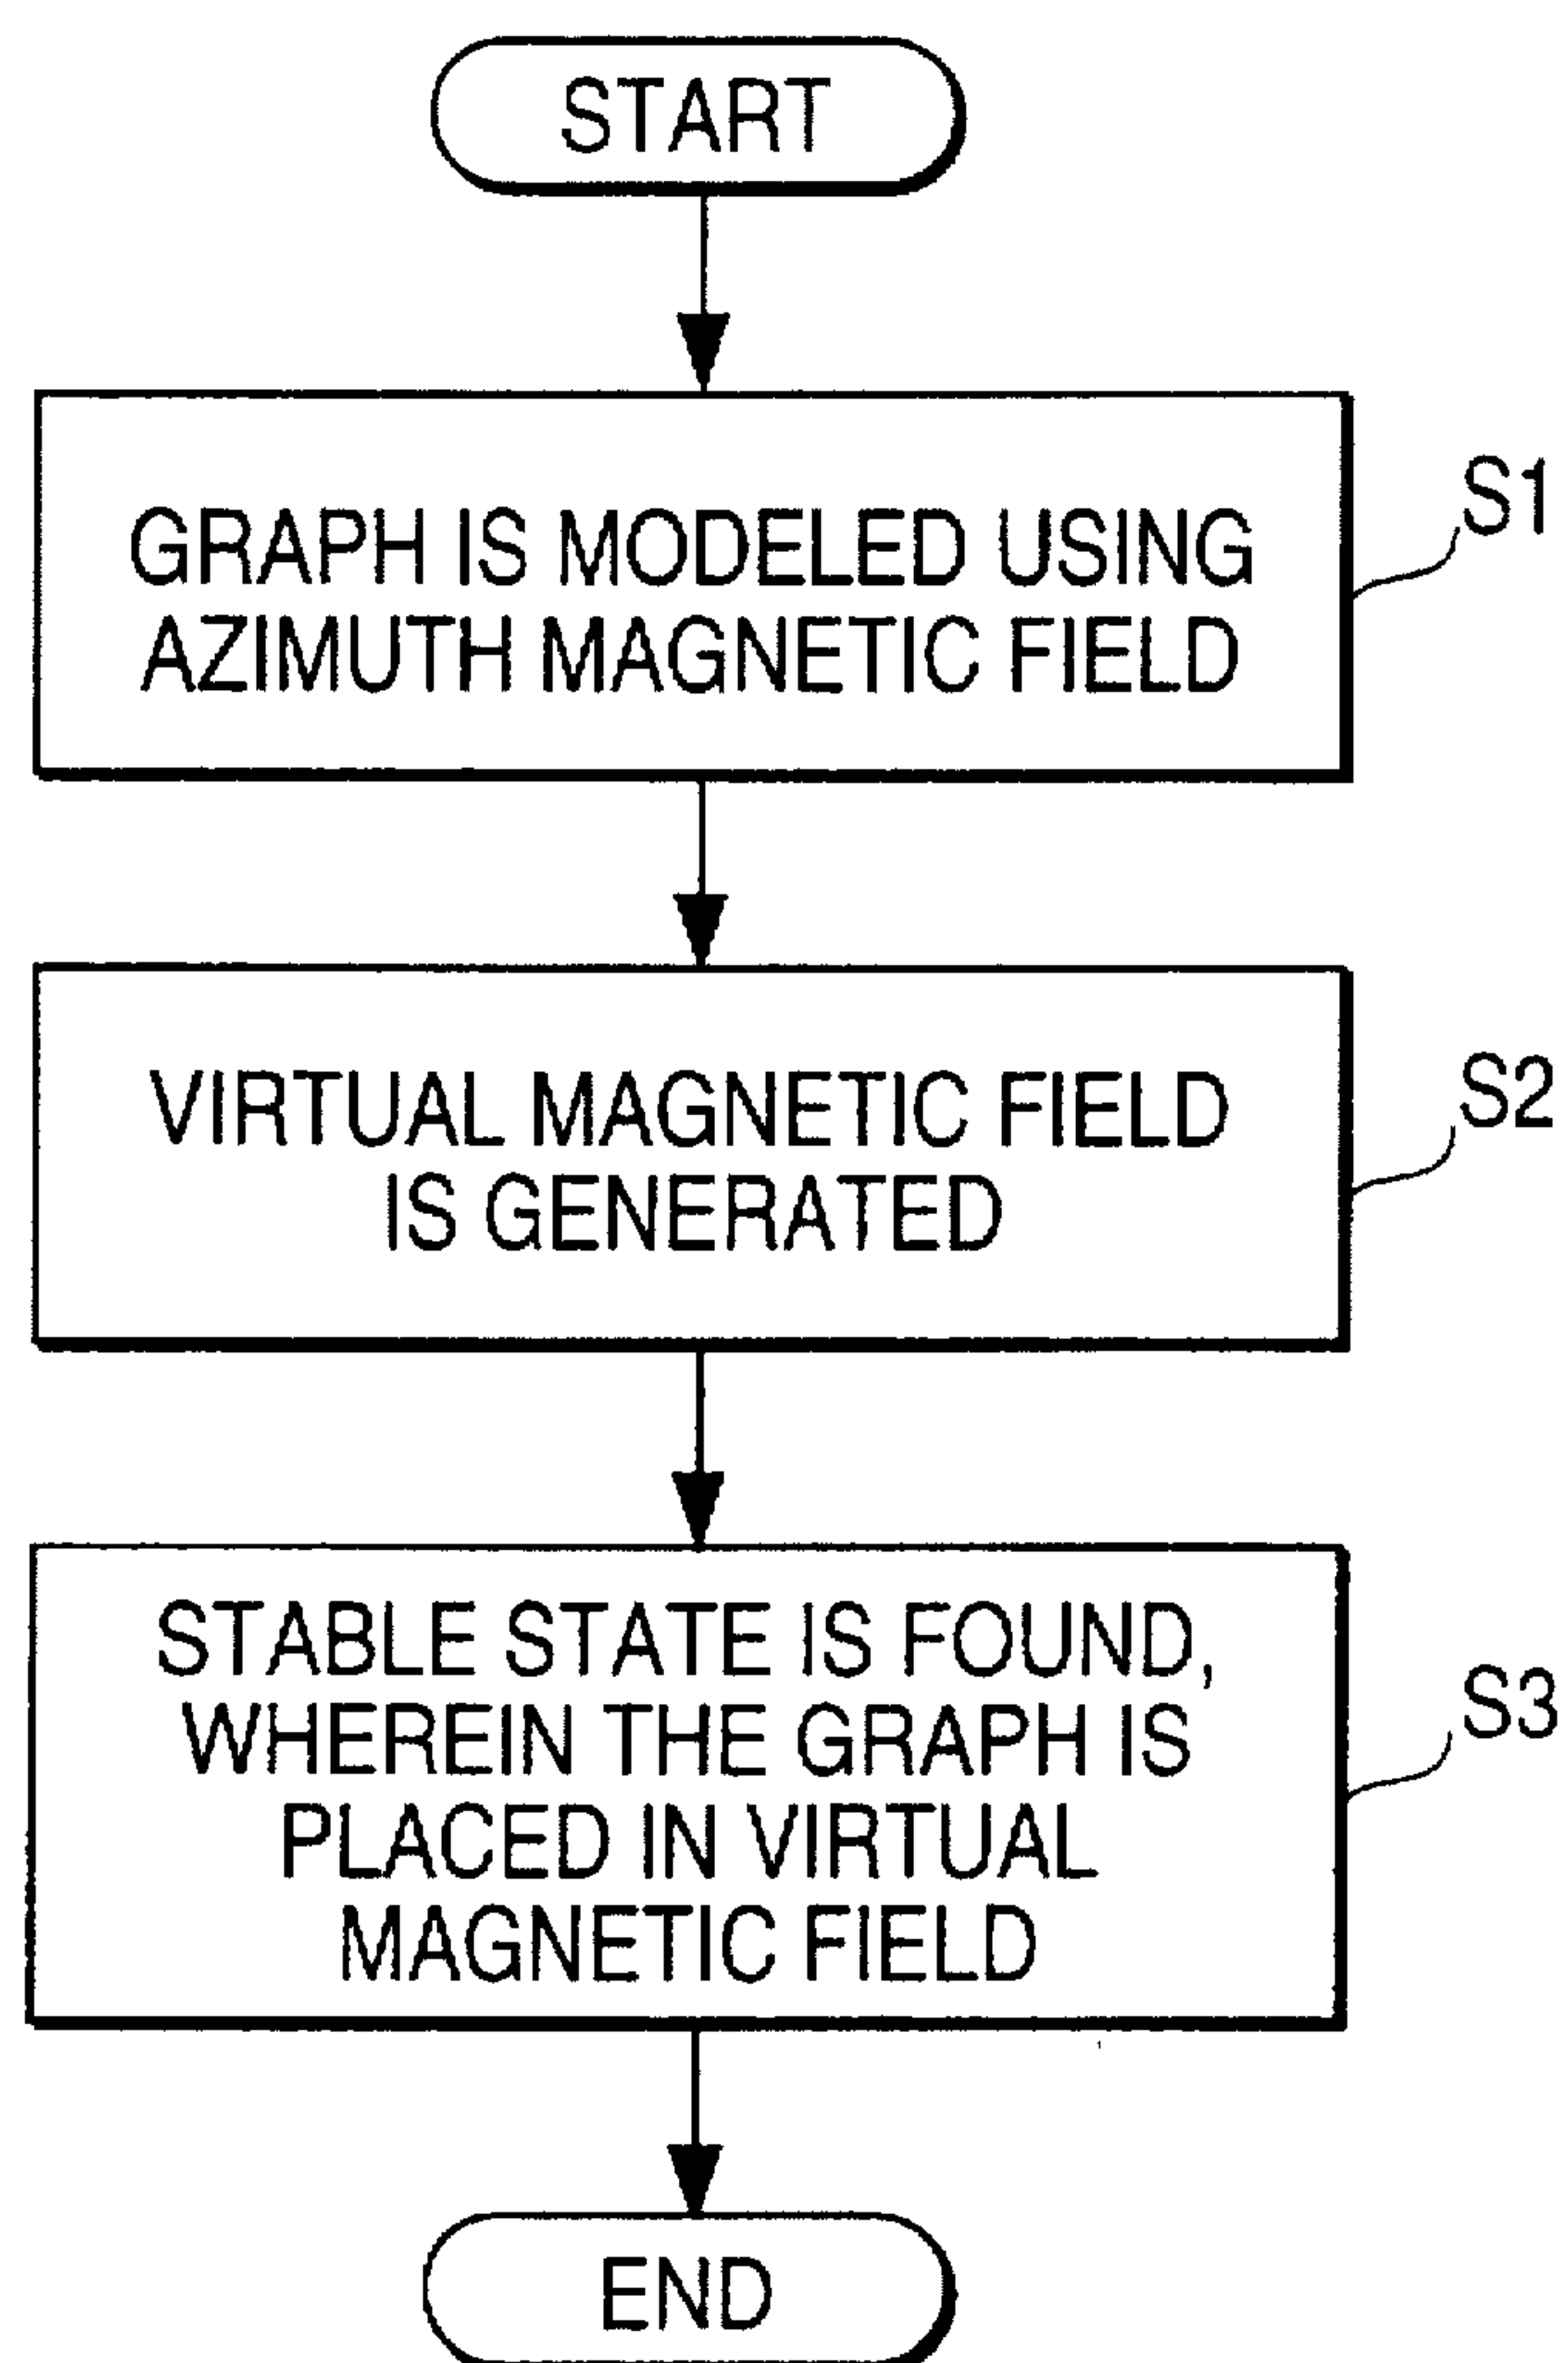 START
GRAPH IS MODELED USING
AZIMUTH MAGNETIC FIELD
S1
VIRTUAL MAGNETIC FIELD
IS GENERATED
S2
STABLE STATE IS FOUND,
WHEREIN THE GRAPH IS
PLACED IN VIRTUAL
MAGNETIC FIELD
S3
END